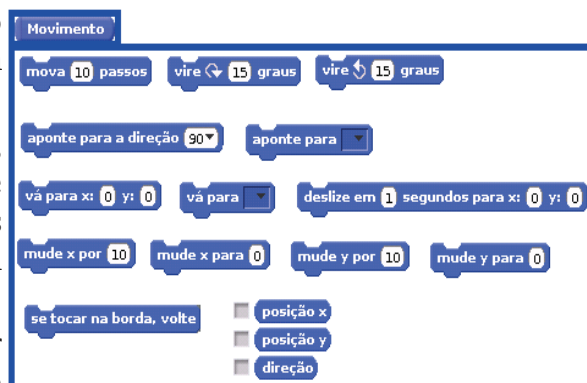 Movimento
mova 10 passos vire 15 graus vire 15 graus
aponte para a direção 90 aponte para
vá para x: 0 y: 0 vá para deslize em 1 segundos para x: 0 y: 0
mude x por 10 mude x para 0 mude y por 10 mude y para 0
se tocar na borda, volte posição x
posição y
direção